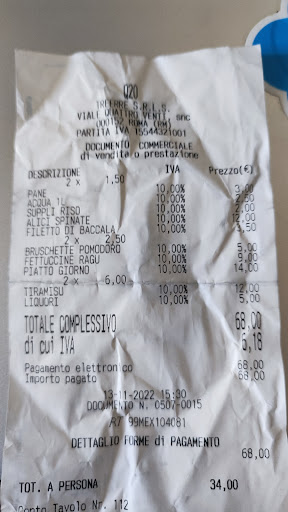 Q20
TREERRE S.R.L.S.
VIALE QUATTRO VENTI, snc
000152 ROMA (RM)
PARTITA IVA 15544321001
DOCUMENTO COMMERCIALE
di vendita o prestazione
DESCRIZIONE IVA Prezzo(€)
2 x 1,50
PANE 10,00% 3,00
ACQUA 1L 10,00% 2,50
SUPPLI RISO 10,00% 2,00
ALICI SPINATE 10,00% 12,00
FILETTO DI BACCALA 10,00% 3,50
2 x 2,50
BRUSCHETTE POMODORO 10,00% 5,00
FETTUCCINE RAGU 10,00% 9,00
PIATTO GIORNO 10,00% 14,00
2 x 6,00
TIRAMISU 10,00% 12,00
LIQUORI 10,00% 5,00
TOTALE COMPLESSIVO 68,00
di cui IVA 6,18
Pagamento elettronico 68,00
Importo pagato 68,00
13-11-2022 15:30
DOCUMENTO N. 0507-0015
RT 99MEX104081
DETTAGLIO FORME di PAGAMENTO
68,00
TOT. A PERSONA 34,00
Conto Tavolo Nr. 112